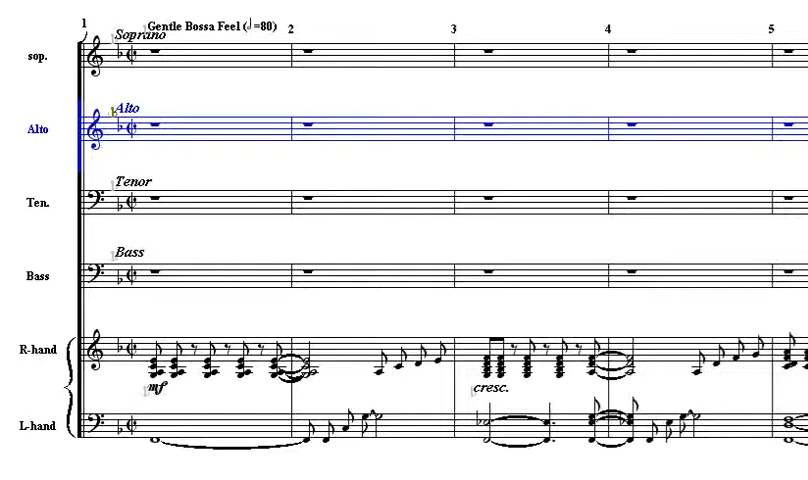 1 Gentle Bossa Feel (𝅗𝅥=80) 2 3 4 5
Soprano
sop.
Alto
Alto
Tenor
Ten.
Bass
Bass
R-hand
mf cresc.
L-hand